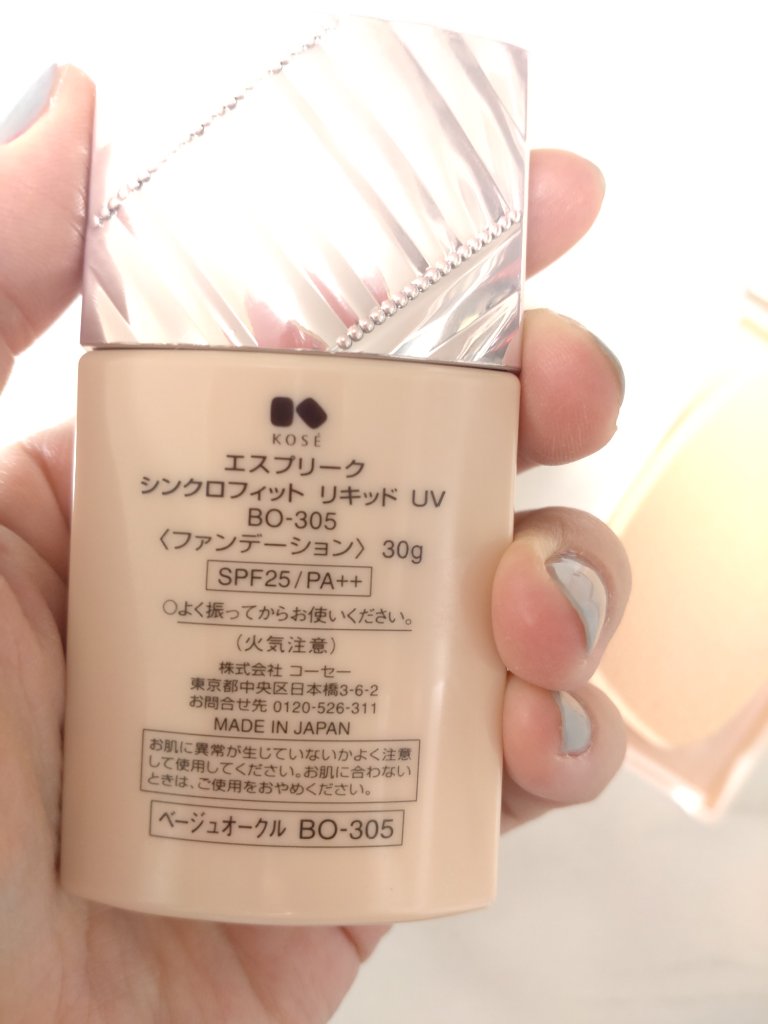 KOSÉ
エスプリーク
シンクロフィット リキッド UV
BO-305
〈ファンデーション〉 30g
SPF25/PA++
○よく振ってからお使いください。
(火気注意)
株式会社 コーセー
東京都中央区日本橋3-6-2
お問合せ先 0120-526-311
MADE IN JAPAN
お肌に異常が生じていないかよく注意
して使用してください。お肌に合わない
ときは、ご使用をおやめください。
ベージュオークル BO-305